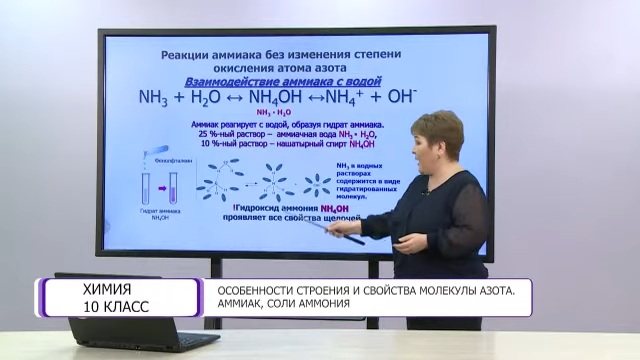 Реакции аммиака без изменения степени
окисления атома азота
Взаимодействие аммиака с водой
NH₃ + H₂O ↔ NH₄OH ↔NH₄⁺ + OH⁻
NH₃ • H₂O
Аммиак реагирует с водой, образуя гидрат аммиака.
25 %-ный раствор – аммиачная вода NH₃ • H₂O,
10 %-ный раствор – нашатырный спирт NH₄OH
Фенолфталеин
Гидрат аммиака
NH₄OH
NH₃ в водных
растворах
содержится в виде
гидратированных
молекул.
!Гидроксид аммония NH₄OH
проявляет все свойства щелочей
ХИМИЯ
10 КЛАСС
ОСОБЕННОСТИ СТРОЕНИЯ И СВОЙСТВА МОЛЕКУЛЫ АЗОТА.
АММИАК, СОЛИ АММОНИЯ